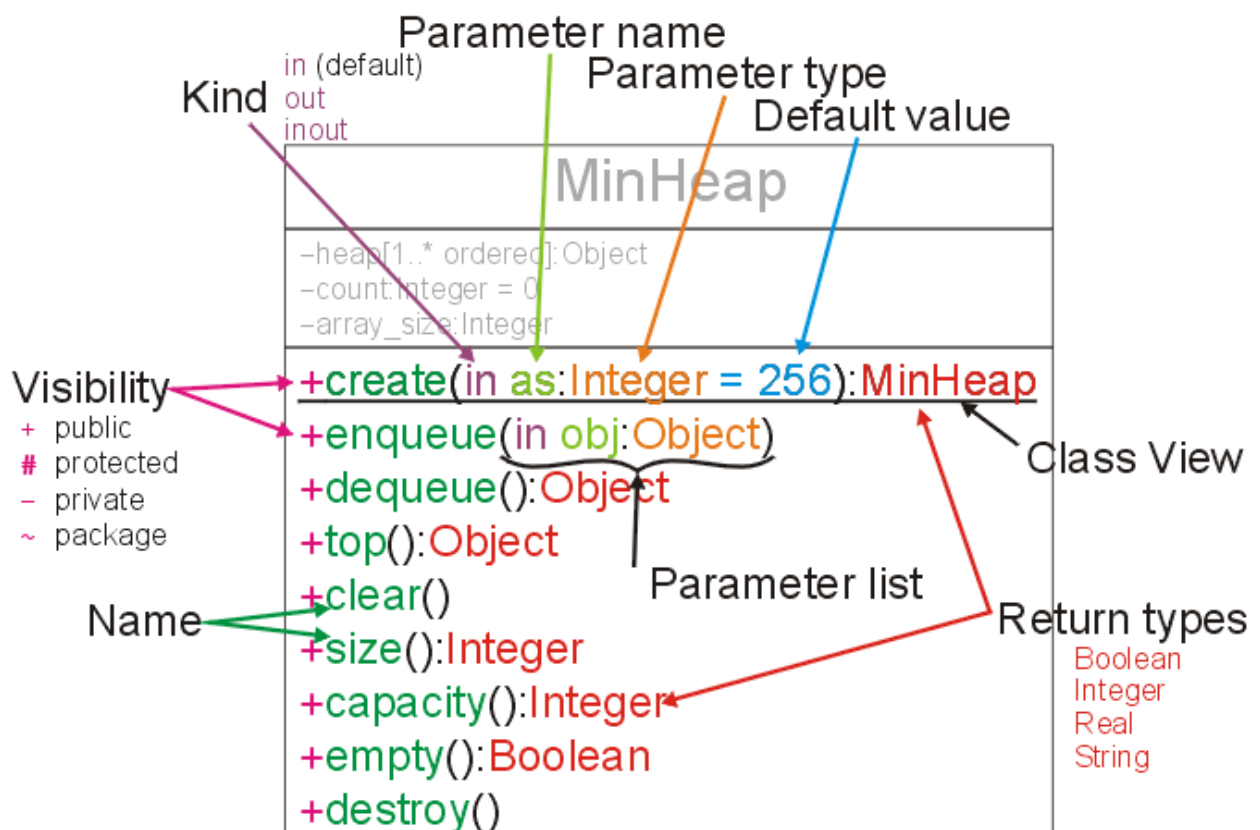 Parameter name
in (default)
Parameter type
Kind
out
Default value
inout
MinHeap
–heap[1..* ordered]:Object
–count:Integer = 0
–array_size:Integer
+create(in as:Integer = 256):MinHeap
Visibility
+ public
# protected
– private
~ package
+enqueue(in obj:Object)
Class View
+dequeue():Object
+top():Object
Parameter list
+clear()
Name
+size():Integer
Return types
Boolean
Integer
Real
String
+capacity():Integer
+empty():Boolean
+destroy()